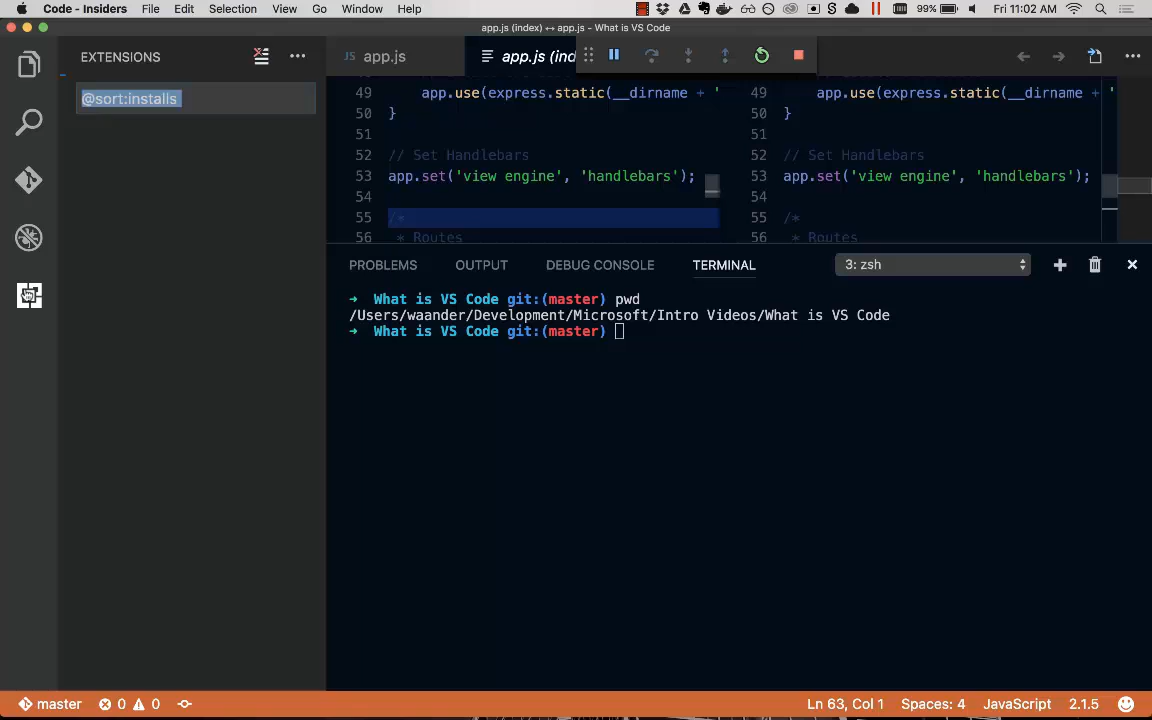 Code - Insiders File Edit Selection View Go Window Help 99% Fri 11:02 AM
app.js (index) ↔ app.js - What is VS Code
EXTENSIONS
JS app.js
app.js (ind
@sort:installs
49 app.use(express.static(__dirname + '
50 }
51
52 // Set Handlebars
53 app.set('view engine', 'handlebars');
54
55 /*
56 * Routes
49 app.use(express.static(__dirname + '
50 }
51
52 // Set Handlebars
53 app.set('view engine', 'handlebars');
54
55 /*
56 * Routes
PROBLEMS OUTPUT DEBUG CONSOLE TERMINAL 3: zsh
→ What is VS Code git:(master) pwd
/Users/waander/Development/Microsoft/Intro Videos/What is VS Code
→ What is VS Code git:(master)
master 0 0 Ln 63, Col 1 Spaces: 4 JavaScript 2.1.5